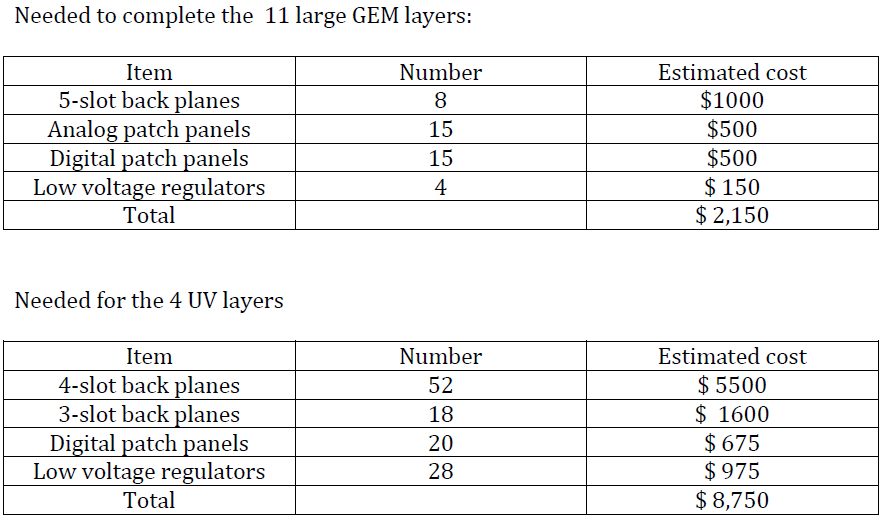 Needed to complete the  11 large GEM layers:
Item Number Estimated cost
5-slot back planes 8 $1000
Analog patch panels 15 $500
Digital patch panels 15 $500
Low voltage regulators 4 $ 150
Total $ 2,150
Needed for the 4 UV layers
Item Number Estimated cost
4-slot back planes 52 $ 5500
3-slot back planes 18 $  1600
Digital patch panels 20 $ 675
Low voltage regulators 28 $ 975
Total $ 8,750